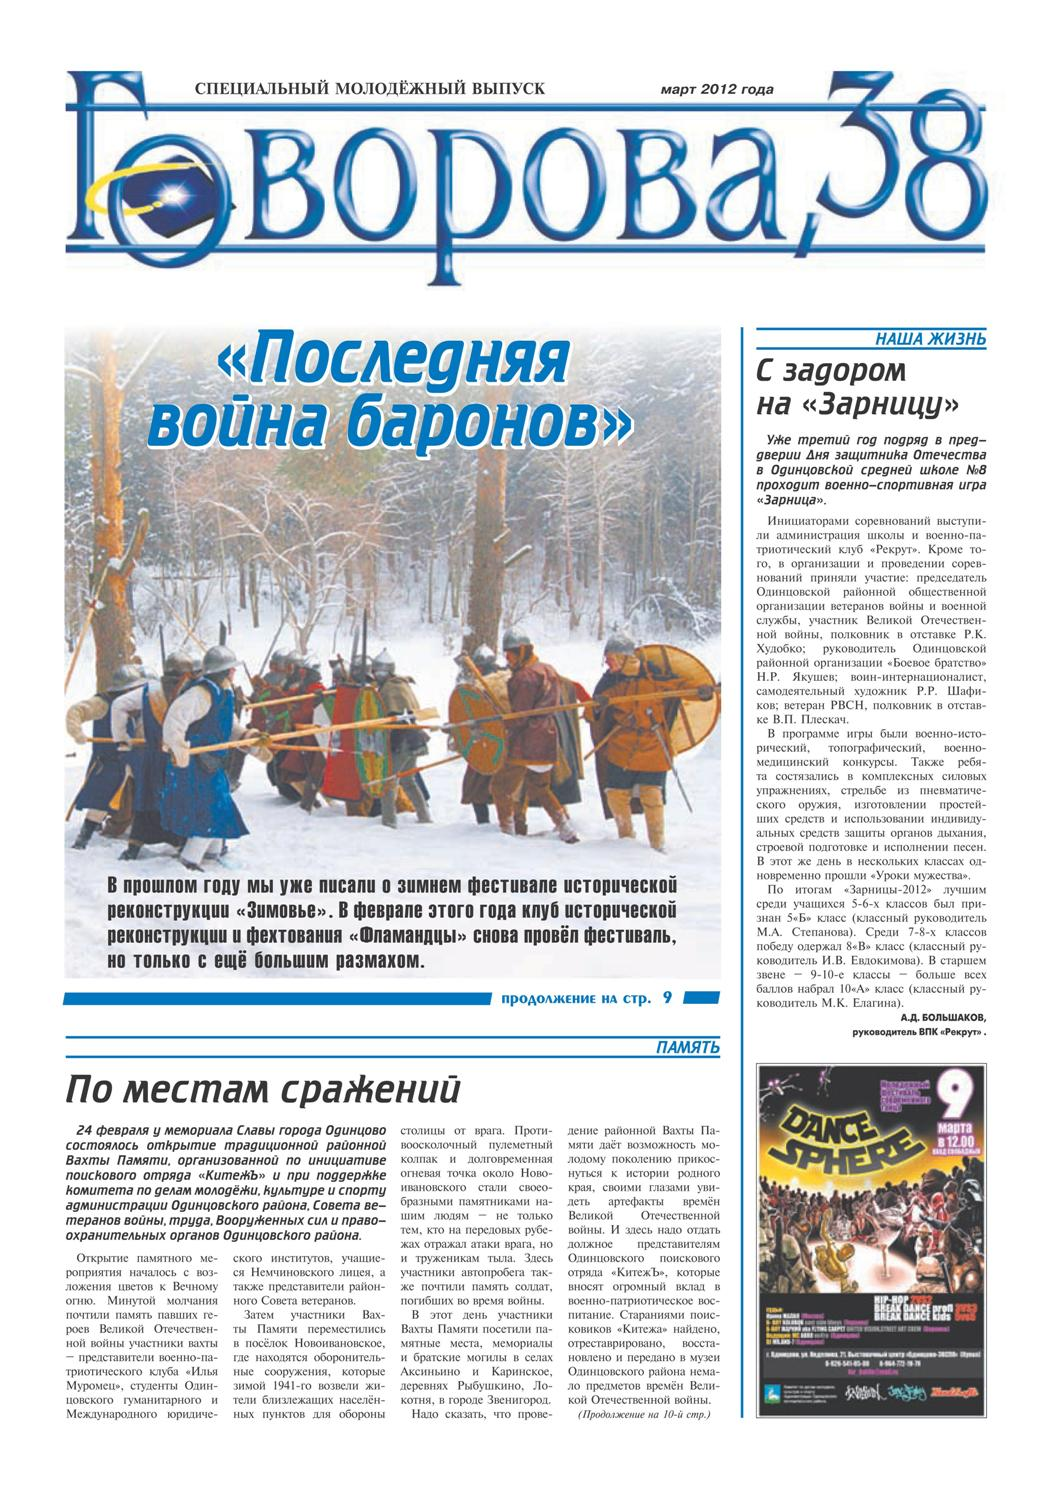 СПЕЦИАЛЬНЫЙ МОЛОДЁЖНЫЙ ВЫПУСК
март 2012 года
Говорова, 38
«Последняя
война баронов»
В прошлом году мы уже писали о зимнем фестивале исторической
реконструкции «Зимовье». В феврале этого года клуб исторической
реконструкции и фехтования «Фламандцы» снова провёл фестиваль,
но только с ещё большим размахом.
продолжение на стр. 9
НАША ЖИЗНЬ
С задором
на «Зарницу»
Уже третий год подряд в пред-
дверии Дня защитника Отечества
в Одинцовской средней школе №8
проходит военно-спортивная игра
«Зарница».
Инициаторами соревнований выступи-
ли администрация школы и военно-па-
триотический клуб «Рекрут». Кроме то-
го, в организации и проведении сорев-
нований приняли участие: председатель
Одинцовской районной общественной
организации ветеранов войны и военной
службы, участник Великой Отечествен-
ной войны, полковник в отставке Р.К.
Худобко; руководитель Одинцовской
районной организации «Боевое братство»
Н.Р. Якушев; воин-интернационалист,
самодеятельный художник Р.Р. Шафи-
ков; ветеран РВСН, полковник в отстав-
ке В.П. Плескач.
В программе игры были военно-исто-
рический, топографический, военно-
медицинский конкурсы. Также ребя-
та состязались в комплексных силовых
упражнениях, стрельбе из пневматиче-
ского оружия, изготовлении простей-
ших средств и использовании индивиду-
альных средств защиты органов дыхания,
строевой подготовке и исполнении песен.
В этот же день в нескольких классах од-
новременно прошли «Уроки мужества».
По итогам «Зарницы-2012» лучшим
среди учащихся 5-6-х классов был при-
знан 5«Б» класс (классный руководитель
М.А. Степанова). Среди 7-8-х классов
победу одержал 8«В» класс (классный ру-
ководитель И.В. Евдокимова). В старшем
звене – 9-10-е классы – больше всех
баллов набрал 10«А» класс (классный ру-
ководитель М.К. Елагина).
А.Д. БОЛЬШАКОВ,
руководитель ВПК «Рекрут» .
ПАМЯТЬ
По местам сражений
24 февраля у мемориала Славы города Одинцово
состоялось открытие традиционной районной
Вахты Памяти, организованной по инициативе
поискового отряда «КитежЪ» и при поддержке
комитета по делам молодёжи, культуре и спорту
администрации Одинцовского района, Совета ве-
теранов войны, труда, Вооруженных сил и право-
охранительных органов Одинцовского района.
Открытие памятного ме-
роприятия началось с воз-
ложения цветов к Вечному
огню. Минутой молчания
почтили память павших ге-
роев Великой Отечествен-
ной войны участники вахты
– представители военно-па-
триотического клуба «Илья
Муромец», студенты Один-
цовского гуманитарного и
Международного юридиче-
ского институтов, учащие-
ся Немчиновского лицея, а
также представители район-
ного Совета ветеранов.
Затем участники Вах-
ты Памяти переместились
в посёлок Новоивановское,
где находятся оборонитель-
ные сооружения, которые
зимой 1941-го возвели жи-
тели близлежащих населён-
ных пунктов для обороны
столицы от врага. Проти-
воосколочный пулеметный
колпак и долговременная
огневая точка около Ново-
ивановского стали своео-
бразными памятниками на-
шим людям – не только
тем, кто на передовых рубе-
жах отражал атаки врага, но
и труженикам тыла. Здесь
участники автопробега так-
же почтили память солдат,
погибших во время войны.
В этот день участники
Вахты Памяти посетили па-
мятные места, мемориалы
и братские могилы в селах
Аксиньино и Каринское,
деревнях Рыбушкино, Ло-
котня, в городе Звенигород.
Надо сказать, что прове-
дение районной Вахты Па-
мяти даёт возможность мо-
лодому поколению прикос-
нуться к истории родного
края, своими глазами уви-
деть артефакты времён
Великой Отечественной
войны. И здесь надо отдать
должное представителям
Одинцовского поискового
отряда «КитежЪ», которые
вносят огромный вклад в
военно-патриотическое вос-
питание. Стараниями поис-
ковиков «Китежа» найдено,
отреставрировано, восста-
новлено и передано в музеи
Одинцовского района нема-
ло предметов времён Вели-
кой Отечественной войны.
(Продолжение на 10-й стр.)
Молодежный
фестиваль
современного
танца
9
марта
в 12.00
ВХОД СВОБОДНЫЙ
DANCE
SPHERE
HIP-HOP 2VS2
BREAK DANCE profi 3VS3
BREAK DANCE kids